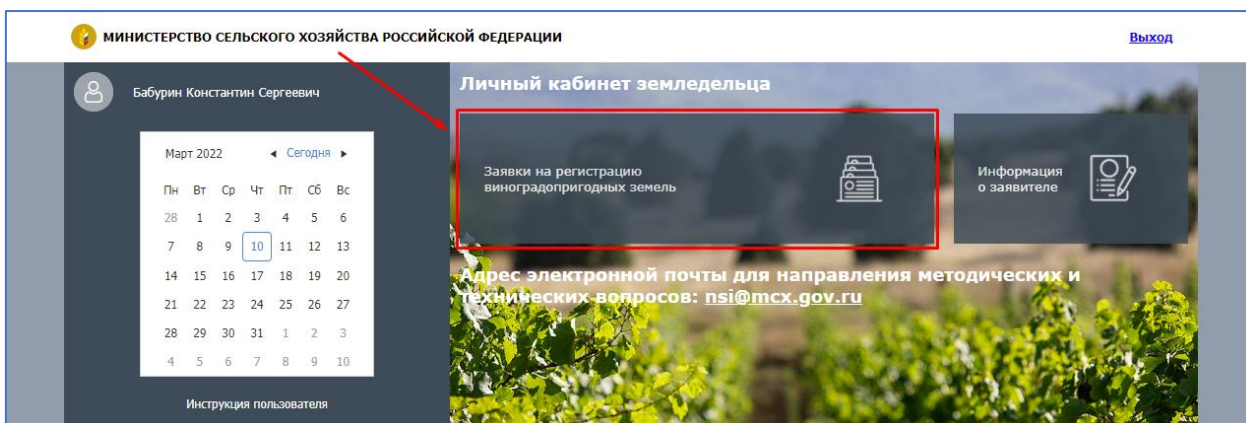 МИНИСТЕРСТВО СЕЛЬСКОГО ХОЗЯЙСТВА РОССИЙСКОЙ ФЕДЕРАЦИИ
Выход
Бабурин Константин Сергеевич
Март 2022 ◄ Сегодня ►
Пн Вт Ср Чт Пт Сб Вс
28 1 2 3 4 5 6
7 8 9 10 11 12 13
14 15 16 17 18 19 20
21 22 23 24 25 26 27
28 29 30 31 1 2 3
4 5 6 7 8 9 10
Инструкция пользователя
Личный кабинет земледельца
Заявки на регистрацию
виноградопригодных земель
Информация
о заявителе
Адрес электронной почты для направления методических и
технических вопросов: nsi@mcx.gov.ru